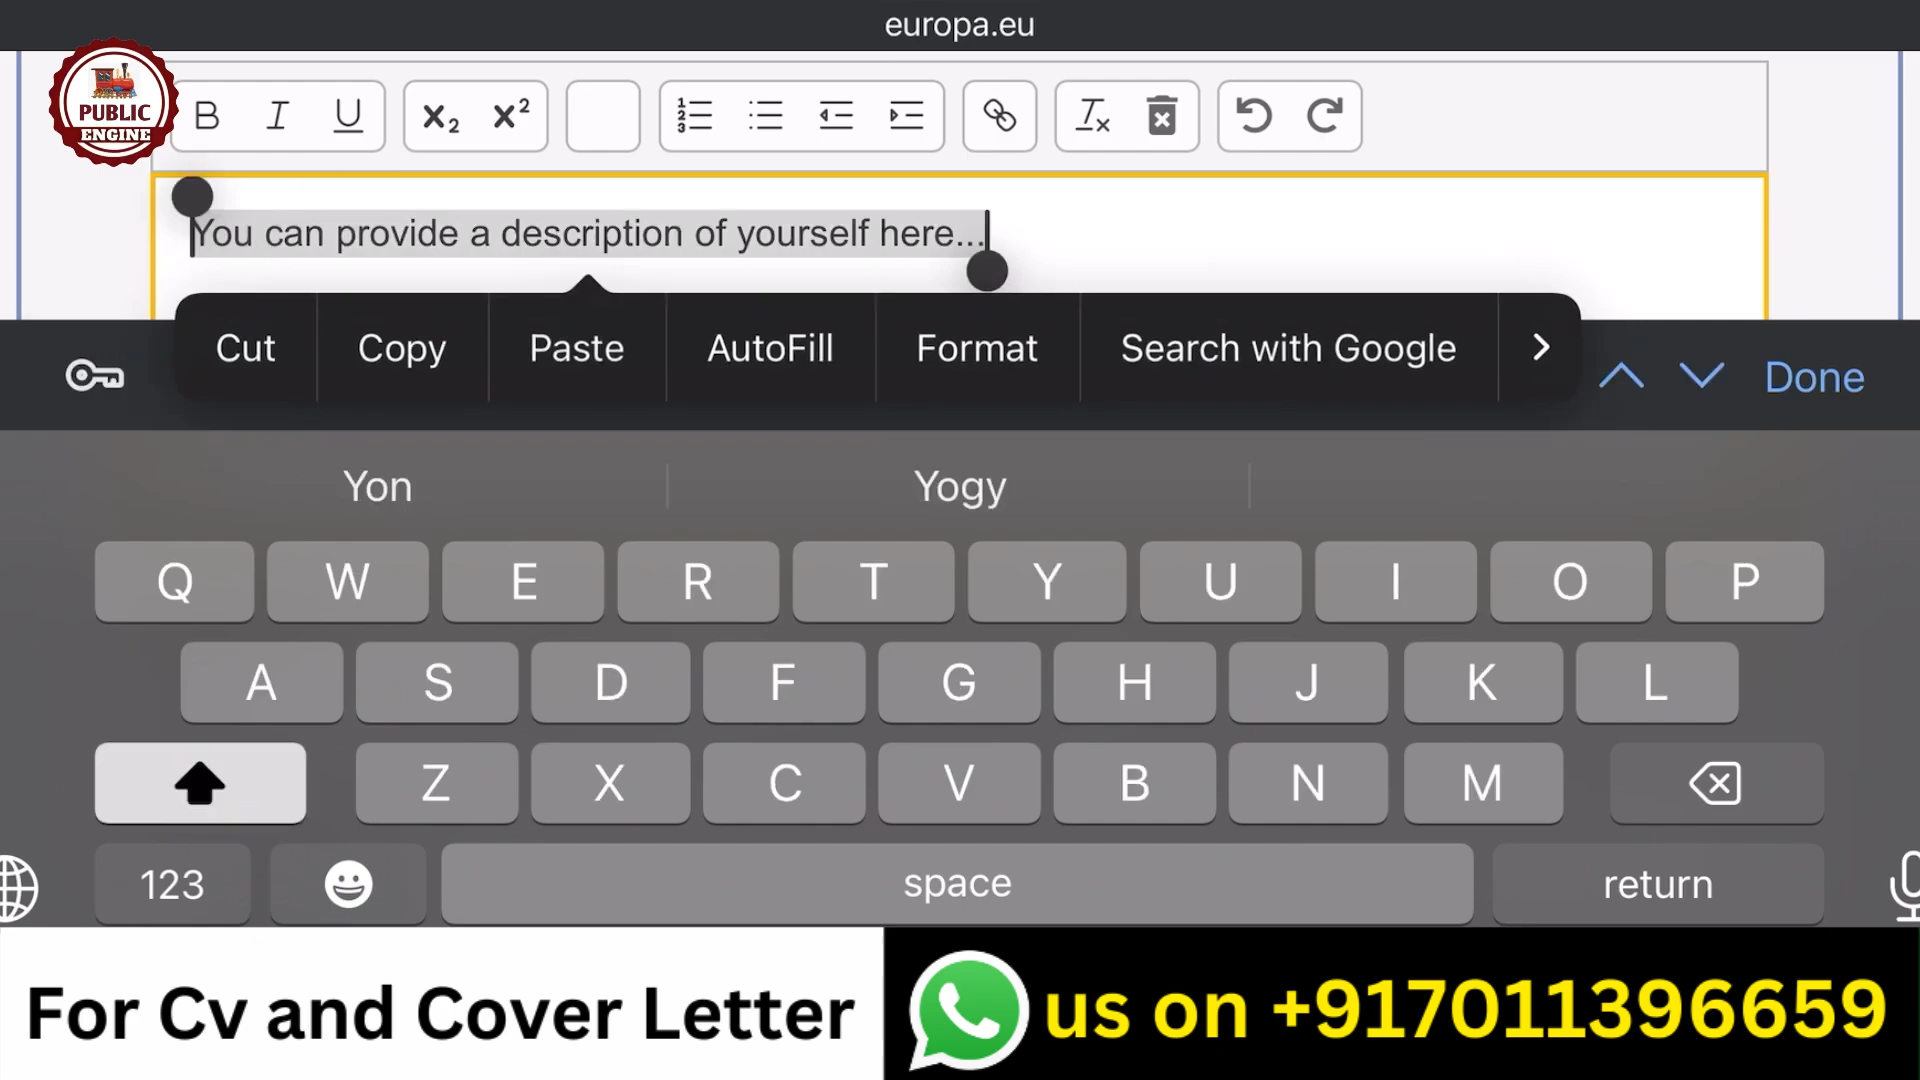 europa.eu
PUBLIC
ENGINE
B I U X₂ X²
You can provide a description of yourself here...
Cut Copy Paste AutoFill Format Search with Google
Done
Yon Yogy
Q W E R T Y U I O P
A S D F G H J K L
Z X C V B N M
123 space return
For Cv and Cover Letter us on +917011396659